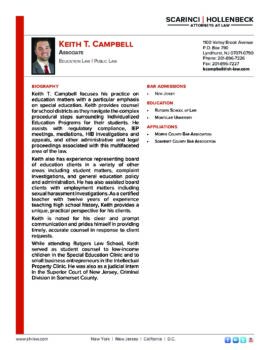 SCARINCI | HOLLENBECK
ATTORNEYS AT LAW
KEITH T. CAMPBELL
ASSOCIATE
EDUCATION LAW / PUBLIC LAW
1100 Valley Brook Avenue
P.O. Box 790
Lyndhurst, NJ 07071-0790
Phone: 201-896-7236
Fax: 201-896-7237
kcampbell@sh-law.com
BIOGRAPHY
Keith T. Campbell focuses his practice on
education matters with a particular emphasis
on special education. Keith provides counsel
for school districts as they navigate the complex
procedural steps surrounding Individualized
Education Programs for their students. He
assists with regulatory compliance, IEP
meetings, mediations, HIB investigations and
appeals, and other administrative and legal
proceedings associated with this multifaceted
area of the law.
Keith also has experience representing board
of education clients in a variety of other
areas including student matters, complaint
investigations, and general education policy
and administration. He has also assisted board
clients with employment matters including
sexual harassment investigations. As a certified
teacher with twelve years of experience
teaching high school history, Keith provides a
unique, practical perspective for his clients.
Keith is noted for his clear and prompt
communication and prides himself in providing
timely, accurate counsel in response to client
requests.
While attending Rutgers Law School, Keith
served as student counsel to low-income
children in the Special Education Clinic and to
small business entrepreneurs in the Intellectual
Property Clinic. He was also as a judicial intern
in the Superior Court of New Jersey, Criminal
Division in Somerset County.
BAR ADMISSIONS
• NEW JERSEY
EDUCATION
• RUTGERS SCHOOL OF LAW
• MONTCLAIR UNIVERSITY
AFFILIATIONS
• MORRIS COUNTY BAR ASSOCIATION
• SOMERSET COUNTY BAR ASSOCIATION
www.sh-law.com
New York | New Jersey | California | D.C.